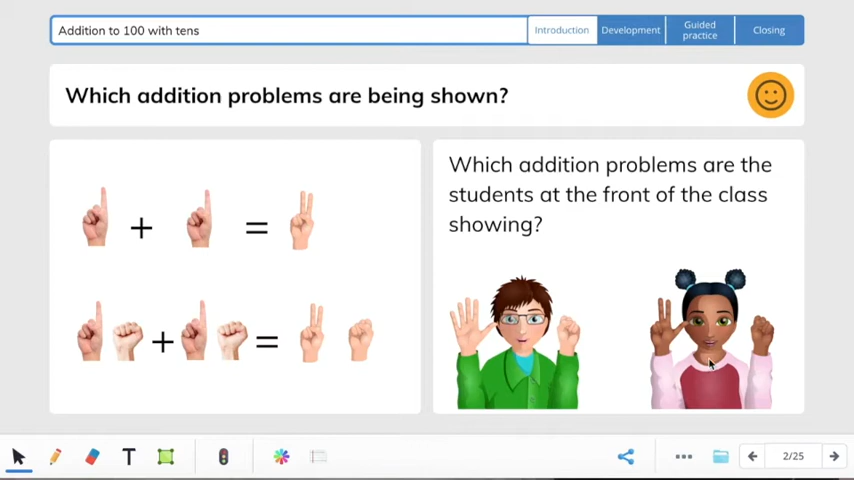 Addition to 100 with tens
Introduction
Development
Guided
practice
Closing
Which addition problems are being shown?
+ =
+ =
Which addition problems are the
students at the front of the class
showing?
T
2/25